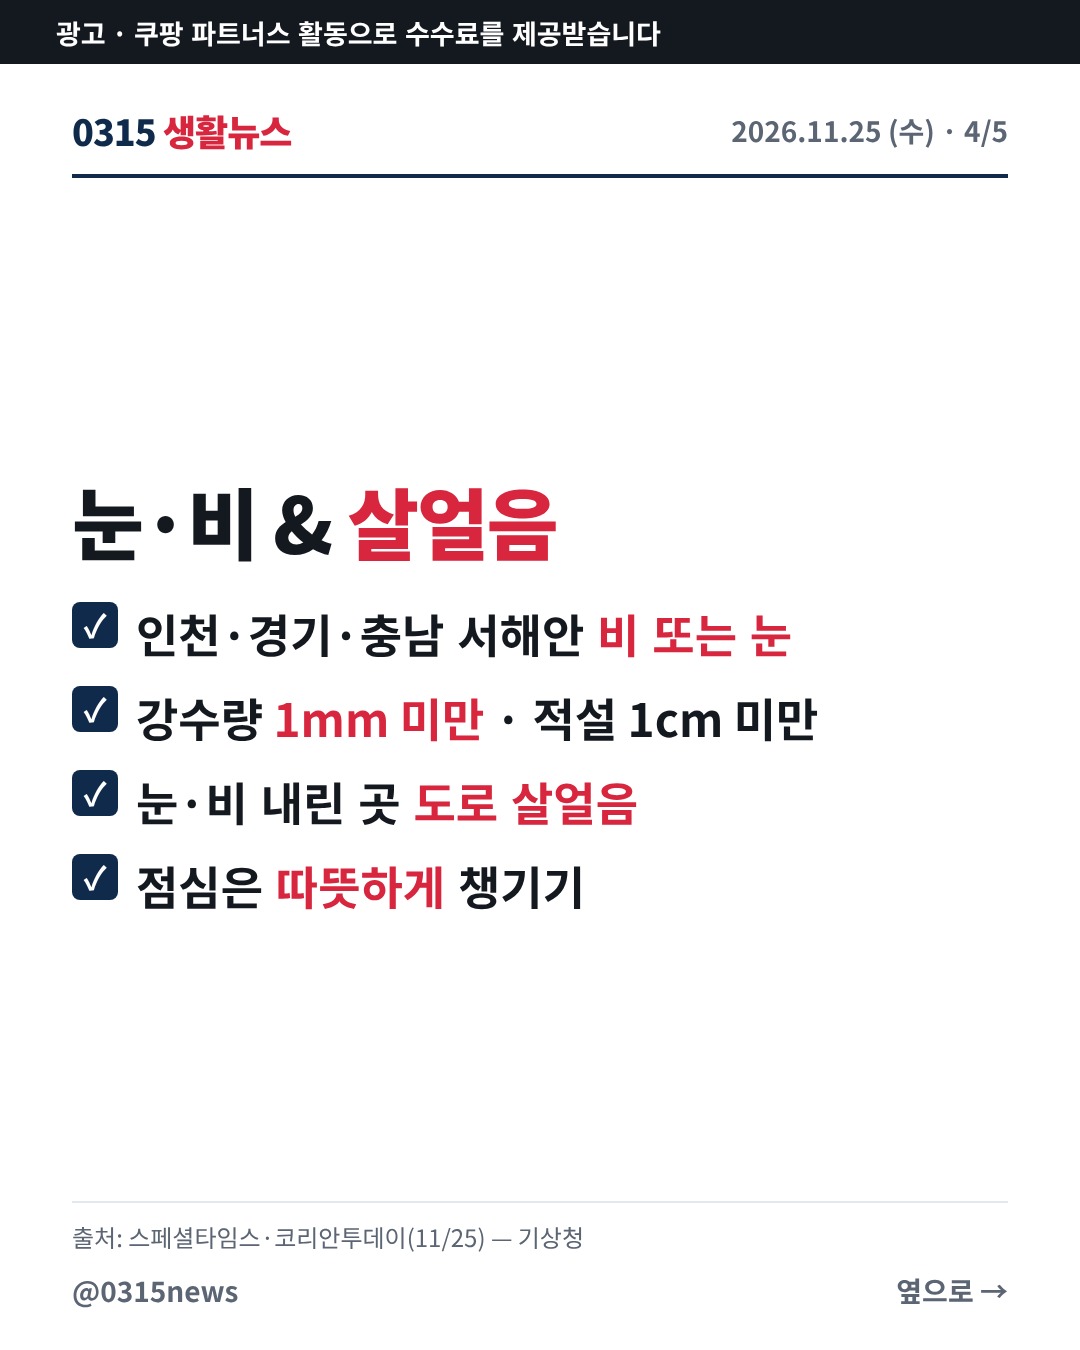 광고 · 쿠팡 파트너스 활동으로 수수료를 제공받습니다
0315 생활뉴스
2026.11.25 (수) · 4/5
눈·비 & 살얼음
✓ 인천·경기·충남 서해안 비 또는 눈
✓ 강수량 1mm 미만 · 적설 1cm 미만
✓ 눈·비 내린 곳 도로 살얼음
✓ 점심은 따뜻하게 챙기기
출처: 스페셜타임스·코리안투데이(11/25) — 기상청
@0315news
옆으로 →